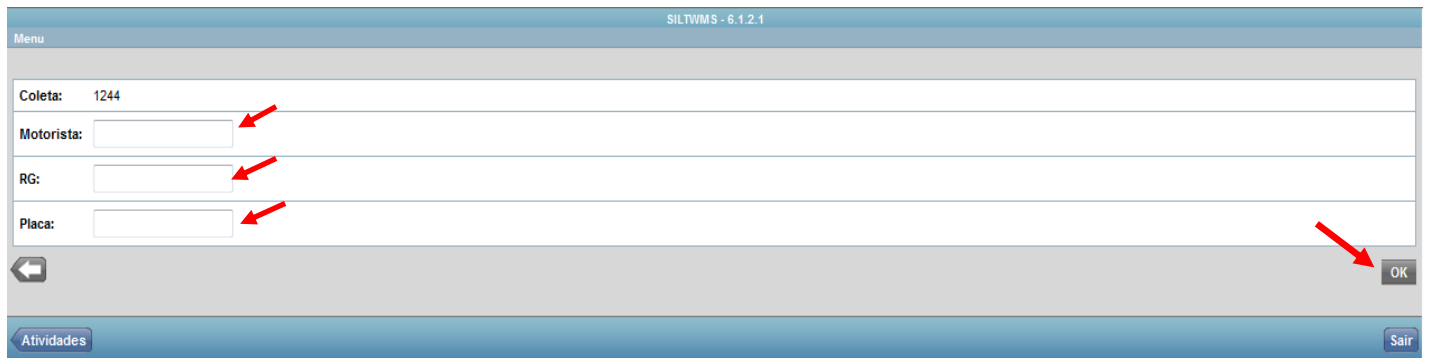 SILTWMS - 6.1.2.1
Menu
Coleta: 1244
Motorista:
RG:
Placa:
OK
Atividades Sair